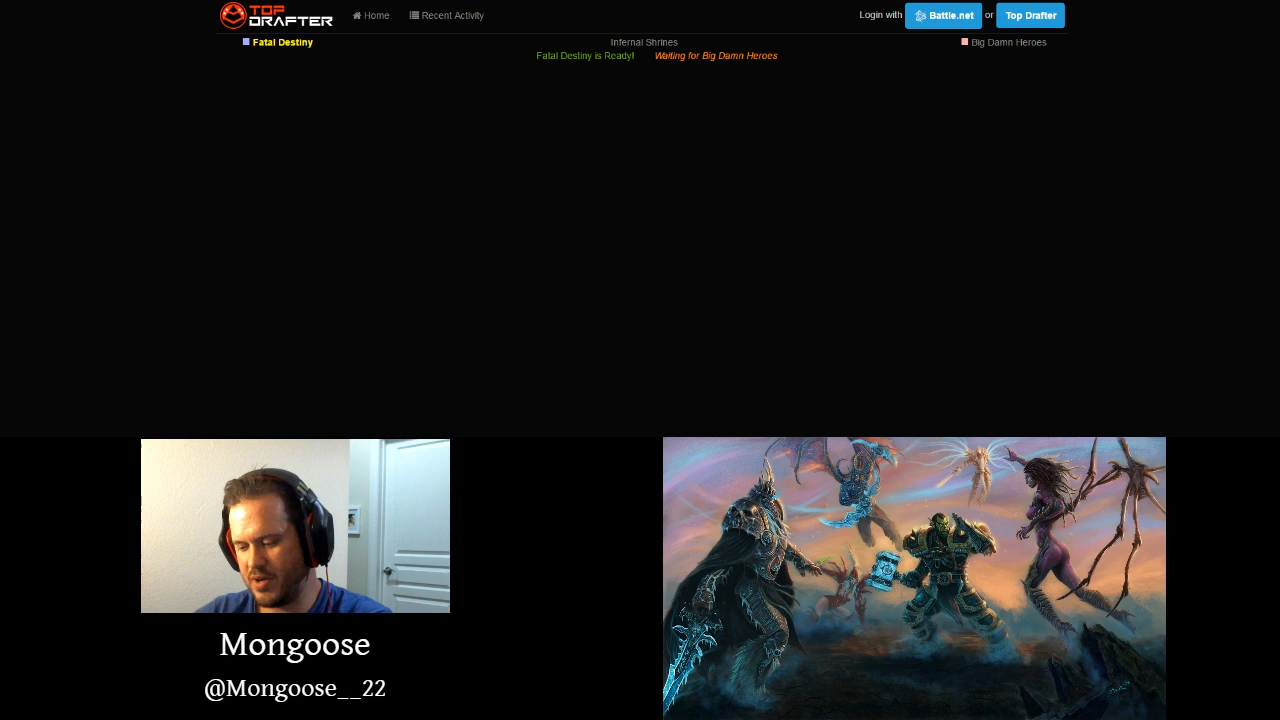 TOP DRAFTER
Home
Recent Activity
Login with Battle.net or Top Drafter
Fatal Destiny
Infernal Shrines
Big Damn Heroes
Fatal Destiny is Ready!
Waiting for Big Damn Heroes
Mongoose
@Mongoose__22